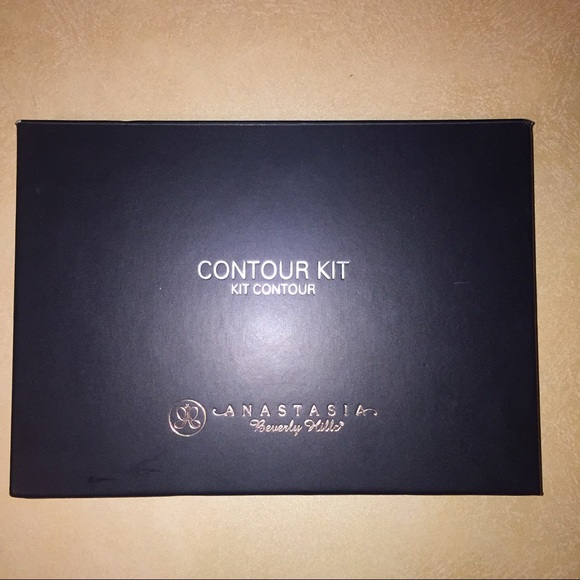 CONTOUR KIT
KIT CONTOUR
ANASTASIA
Beverly Hills®